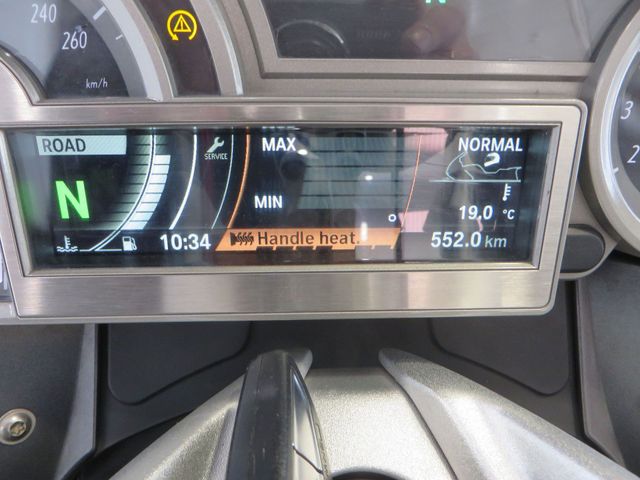 240
260
km/h
N
ROAD
SERVICE
MAX
NORMAL
N
MIN
19.0 °C
10:34
Handle heat.
552.0 km
3
2